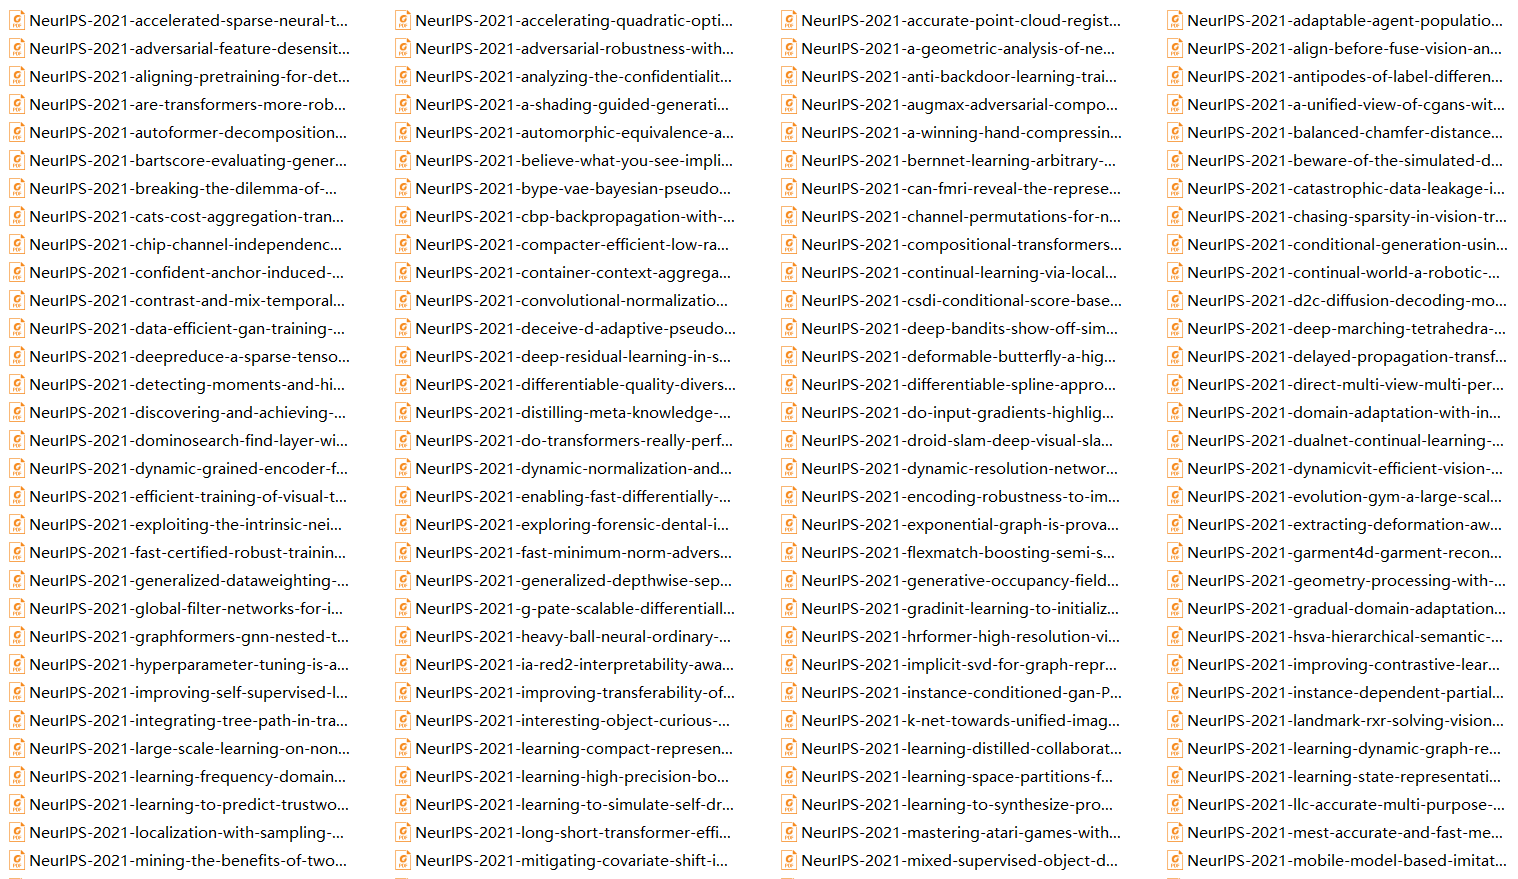 NeurIPS-2021-accelerated-sparse-neural-t...
NeurIPS-2021-accelerating-quadratic-opti...
NeurIPS-2021-accurate-point-cloud-regist...
NeurIPS-2021-adaptable-agent-populatio...
NeurIPS-2021-adversarial-feature-desensit...
NeurIPS-2021-adversarial-robustness-with...
NeurIPS-2021-a-geometric-analysis-of-ne...
NeurIPS-2021-align-before-fuse-vision-an...
NeurIPS-2021-aligning-pretraining-for-det...
NeurIPS-2021-analyzing-the-confidentialit...
NeurIPS-2021-anti-backdoor-learning-trai...
NeurIPS-2021-antipodes-of-label-differen...
NeurIPS-2021-are-transformers-more-rob...
NeurIPS-2021-a-shading-guided-generati...
NeurIPS-2021-augmax-adversarial-compo...
NeurIPS-2021-a-unified-view-of-cgans-wit...
NeurIPS-2021-autoformer-decomposition...
NeurIPS-2021-automorphic-equivalence-a...
NeurIPS-2021-a-winning-hand-compressin...
NeurIPS-2021-balanced-chamfer-distance...
NeurIPS-2021-bartscore-evaluating-gener...
NeurIPS-2021-believe-what-you-see-impli...
NeurIPS-2021-bernnet-learning-arbitrary-...
NeurIPS-2021-beware-of-the-simulated-d...
NeurIPS-2021-breaking-the-dilemma-of-...
NeurIPS-2021-bype-vae-bayesian-pseudo...
NeurIPS-2021-can-fmri-reveal-the-represe...
NeurIPS-2021-catastrophic-data-leakage-i...
NeurIPS-2021-cats-cost-aggregation-tran...
NeurIPS-2021-cbp-backpropagation-with-...
NeurIPS-2021-channel-permutations-for-n...
NeurIPS-2021-chasing-sparsity-in-vision-tr...
NeurIPS-2021-chip-channel-independenc...
NeurIPS-2021-compacter-efficient-low-ra...
NeurIPS-2021-compositional-transformers...
NeurIPS-2021-conditional-generation-usin...
NeurIPS-2021-confident-anchor-induced-...
NeurIPS-2021-container-context-aggrega...
NeurIPS-2021-continual-learning-via-local...
NeurIPS-2021-continual-world-a-robotic-...
NeurIPS-2021-contrast-and-mix-temporal...
NeurIPS-2021-convolutional-normalizatio...
NeurIPS-2021-csdi-conditional-score-base...
NeurIPS-2021-d2c-diffusion-decoding-mo...
NeurIPS-2021-data-efficient-gan-training-...
NeurIPS-2021-deceive-d-adaptive-pseudo...
NeurIPS-2021-deep-bandits-show-off-sim...
NeurIPS-2021-deep-marching-tetrahedra-...
NeurIPS-2021-deepreduce-a-sparse-tenso...
NeurIPS-2021-deep-residual-learning-in-s...
NeurIPS-2021-deformable-butterfly-a-hig...
NeurIPS-2021-delayed-propagation-transf...
NeurIPS-2021-detecting-moments-and-hi...
NeurIPS-2021-differentiable-quality-divers...
NeurIPS-2021-differentiable-spline-appro...
NeurIPS-2021-direct-multi-view-multi-per...
NeurIPS-2021-discovering-and-achieving-...
NeurIPS-2021-distilling-meta-knowledge-...
NeurIPS-2021-do-input-gradients-highlig...
NeurIPS-2021-domain-adaptation-with-in...
NeurIPS-2021-dominosearch-find-layer-wi...
NeurIPS-2021-do-transformers-really-perf...
NeurIPS-2021-droid-slam-deep-visual-sla...
NeurIPS-2021-dualnet-continual-learning-...
NeurIPS-2021-dynamic-grained-encoder-f...
NeurIPS-2021-dynamic-normalization-and...
NeurIPS-2021-dynamic-resolution-networ...
NeurIPS-2021-dynamicvit-efficient-vision-...
NeurIPS-2021-efficient-training-of-visual-t...
NeurIPS-2021-enabling-fast-differentially-...
NeurIPS-2021-encoding-robustness-to-im...
NeurIPS-2021-evolution-gym-a-large-scal...
NeurIPS-2021-exploiting-the-intrinsic-nei...
NeurIPS-2021-exploring-forensic-dental-i...
NeurIPS-2021-exponential-graph-is-prova...
NeurIPS-2021-extracting-deformation-aw...
NeurIPS-2021-fast-certified-robust-trainin...
NeurIPS-2021-fast-minimum-norm-advers...
NeurIPS-2021-flexmatch-boosting-semi-s...
NeurIPS-2021-garment4d-garment-recon...
NeurIPS-2021-generalized-dataweighting-...
NeurIPS-2021-generalized-depthwise-sep...
NeurIPS-2021-generative-occupancy-field...
NeurIPS-2021-geometry-processing-with-...
NeurIPS-2021-global-filter-networks-for-i...
NeurIPS-2021-g-pate-scalable-differentiall...
NeurIPS-2021-gradinit-learning-to-initializ...
NeurIPS-2021-gradual-domain-adaptation...
NeurIPS-2021-graphformers-gnn-nested-t...
NeurIPS-2021-heavy-ball-neural-ordinary-...
NeurIPS-2021-hrformer-high-resolution-vi...
NeurIPS-2021-hsva-hierarchical-semantic-...
NeurIPS-2021-hyperparameter-tuning-is-a...
NeurIPS-2021-ia-red2-interpretability-awa...
NeurIPS-2021-implicit-svd-for-graph-repr...
NeurIPS-2021-improving-contrastive-lear...
NeurIPS-2021-improving-self-supervised-l...
NeurIPS-2021-improving-transferability-of...
NeurIPS-2021-instance-conditioned-gan-P...
NeurIPS-2021-instance-dependent-partial...
NeurIPS-2021-integrating-tree-path-in-tra...
NeurIPS-2021-interesting-object-curious-...
NeurIPS-2021-k-net-towards-unified-imag...
NeurIPS-2021-landmark-rxr-solving-vision...
NeurIPS-2021-large-scale-learning-on-non...
NeurIPS-2021-learning-compact-represen...
NeurIPS-2021-learning-distilled-collaborat...
NeurIPS-2021-learning-dynamic-graph-re...
NeurIPS-2021-learning-frequency-domain...
NeurIPS-2021-learning-high-precision-bo...
NeurIPS-2021-learning-space-partitions-f...
NeurIPS-2021-learning-state-representati...
NeurIPS-2021-learning-to-predict-trustwo...
NeurIPS-2021-learning-to-simulate-self-dr...
NeurIPS-2021-learning-to-synthesize-pro...
NeurIPS-2021-llc-accurate-multi-purpose-...
NeurIPS-2021-localization-with-sampling-...
NeurIPS-2021-long-short-transformer-effi...
NeurIPS-2021-mastering-atari-games-with...
NeurIPS-2021-mest-accurate-and-fast-me...
NeurIPS-2021-mining-the-benefits-of-two...
NeurIPS-2021-mitigating-covariate-shift-i...
NeurIPS-2021-mixed-supervised-object-d...
NeurIPS-2021-mobile-model-based-imitat...